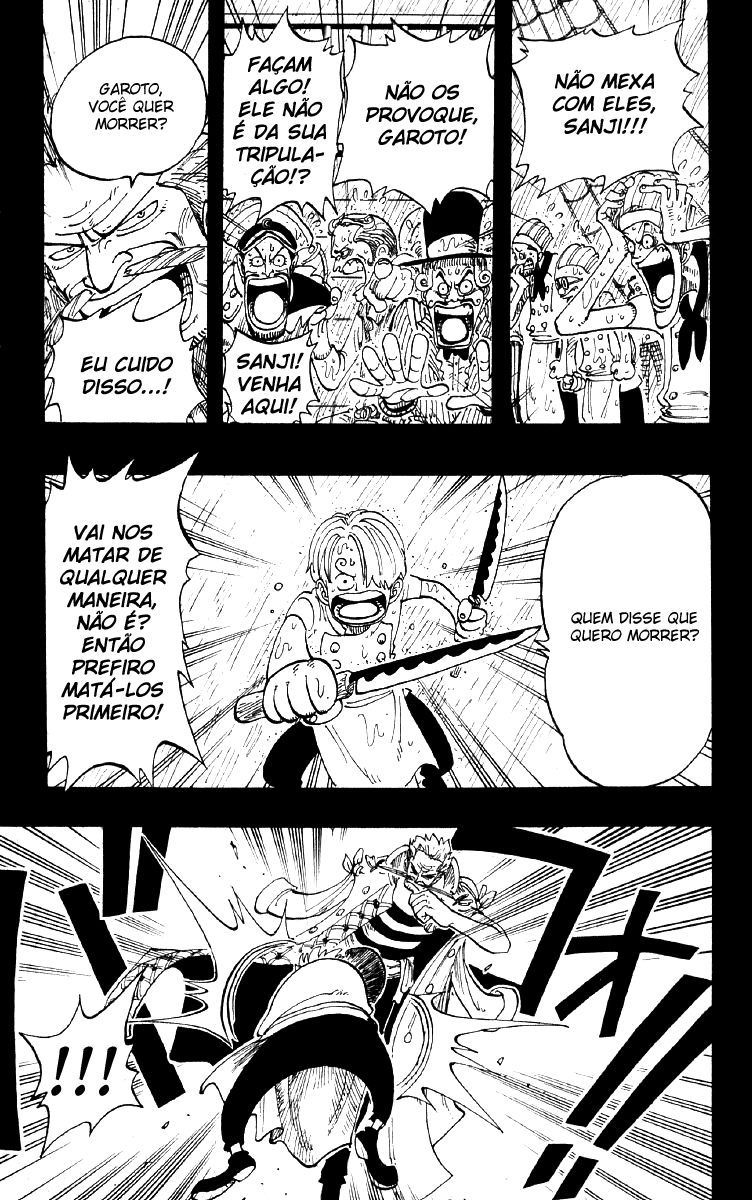 NÃO MEXA
COM ELES,
SANJI!!!
NÃO OS
PROVOQUE,
GAROTO!
FAÇAM
ALGO!
ELE NÃO
É DA SUA
TRIPULA-
ÇÃO!?
SANJI!
VENHA
AQUI!
GAROTO,
VOCÊ QUER
MORRER?
EU CUIDO
DISSO...!
QUEM DISSE QUE
QUERO MORRER?
VAI NOS
MATAR DE
QUALQUER
MANEIRA,
NÃO É?
ENTÃO
PREFIRO
MATÁ-LOS
PRIMEIRO!
!!!